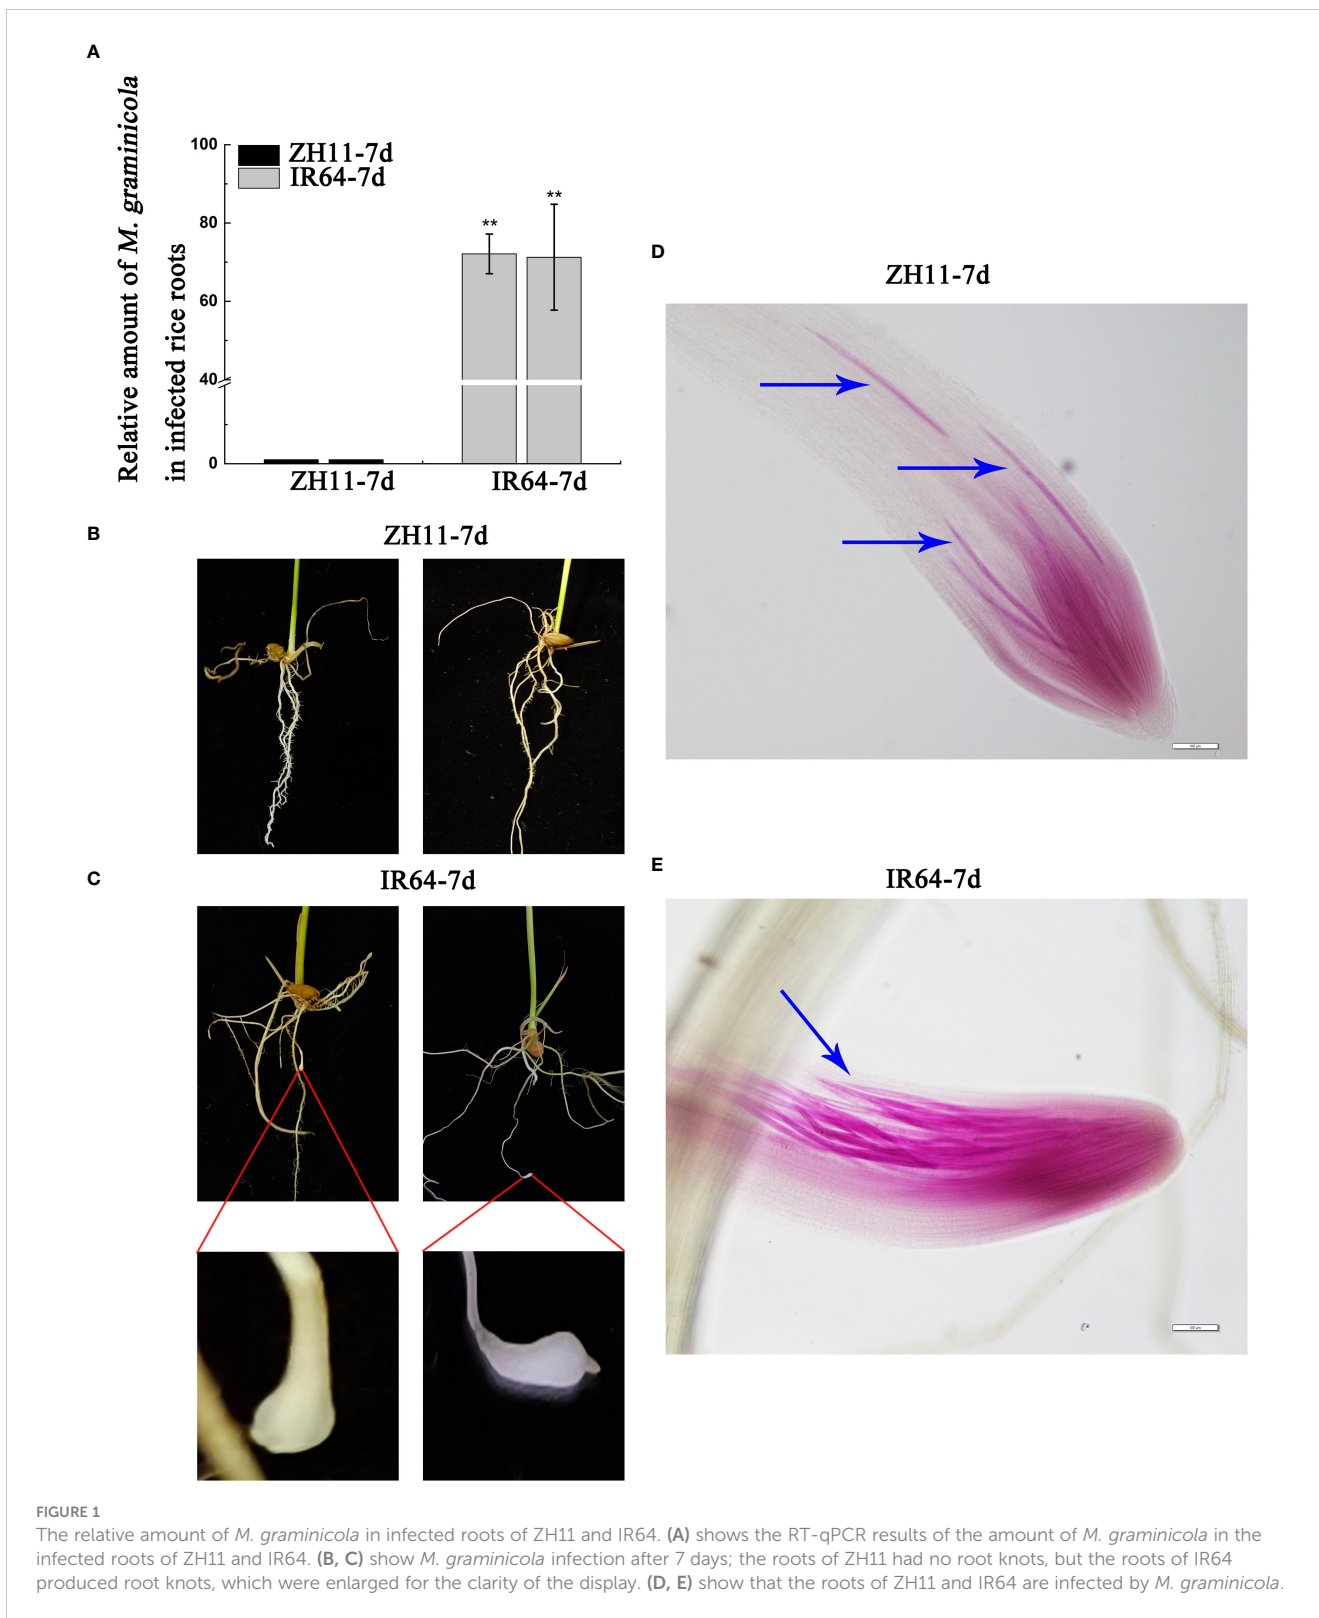 A
Relative amount of M. graminicola
in infected rice roots
100
80
60
40
0
ZH11-7d
IR64-7d
**
**
ZH11-7d
IR64-7d
B
ZH11-7d
C
IR64-7d
D
ZH11-7d
100 μm
E
IR64-7d
100 μm
FIGURE 1
The relative amount of M. graminicola in infected roots of ZH11 and IR64. (A) shows the RT-qPCR results of the amount of M. graminicola in the
infected roots of ZH11 and IR64. (B, C) show M. graminicola infection after 7 days; the roots of ZH11 had no root knots, but the roots of IR64
produced root knots, which were enlarged for the clarity of the display. (D, E) show that the roots of ZH11 and IR64 are infected by M. graminicola.